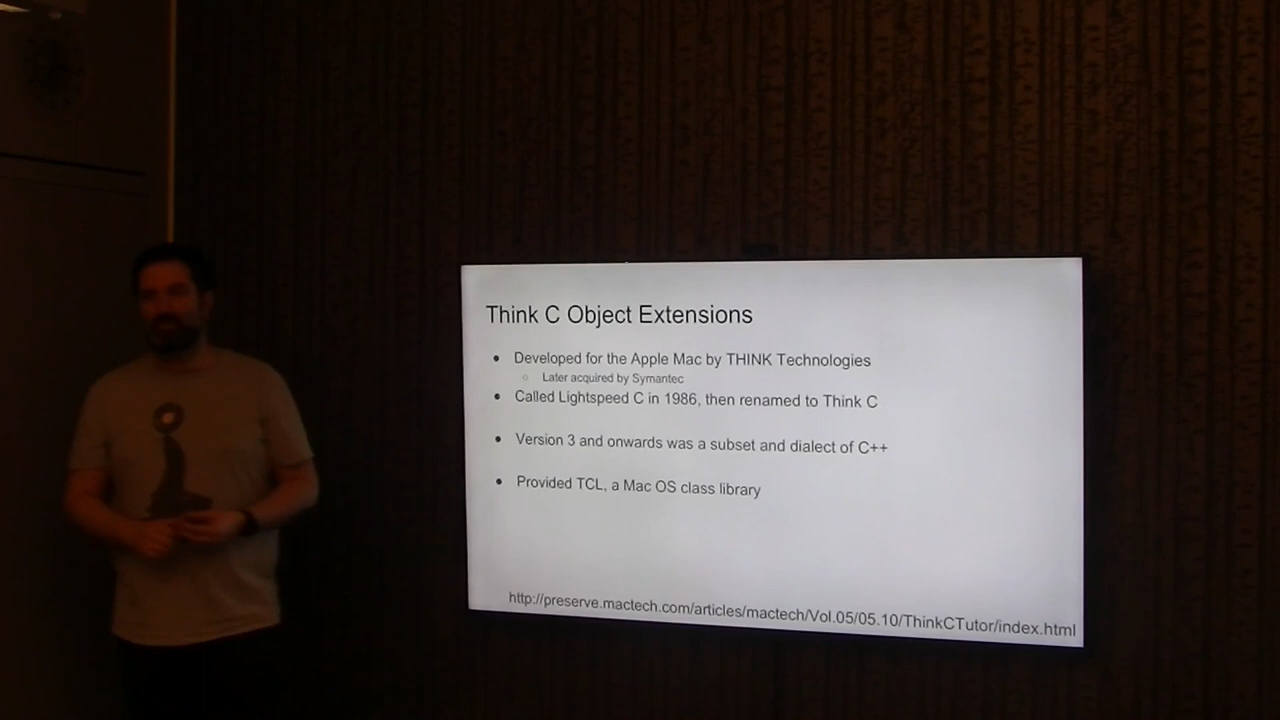 Think C Object Extensions
Developed for the Apple Mac by THINK Technologies
Later acquired by Symantec
Called Lightspeed C in 1986, then renamed to Think C
Version 3 and onwards was a subset and dialect of C++
Provided TCL, a Mac OS class library
http://preserve.mactech.com/articles/mactech/Vol.05/05.10/ThinkCTutor/index.html